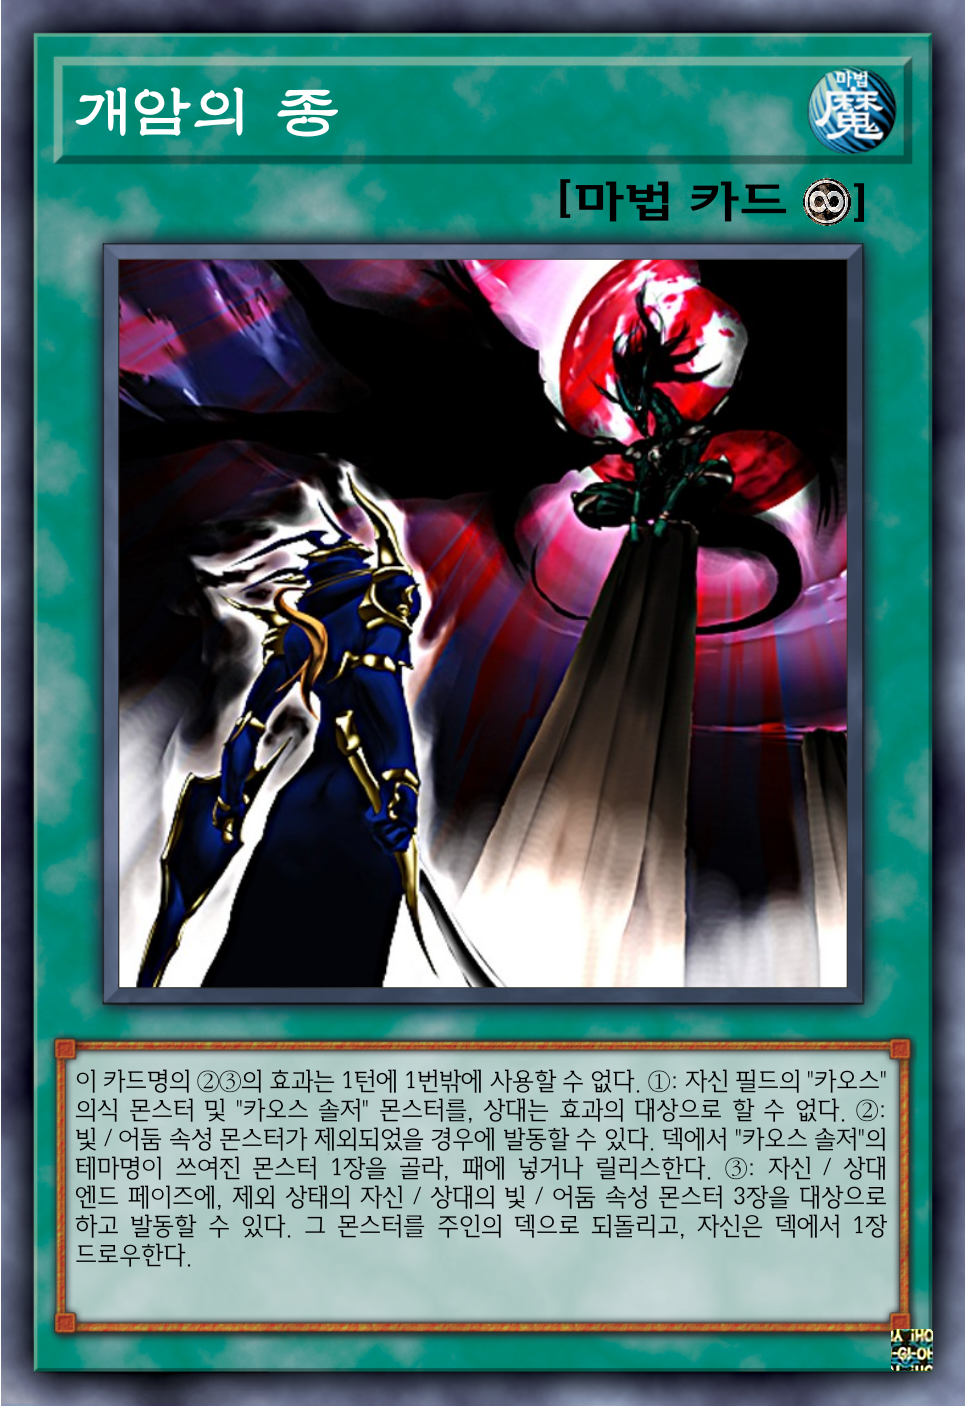 개암의 종
마법
魔
[마법 카드 ]
이 카드명의 ②③의 효과는 1턴에 1번밖에 사용할 수 없다. ①: 자신 필드의 "카오스"
의식 몬스터 및 "카오스 솔저" 몬스터를, 상대는 효과의 대상으로 할 수 없다. ②:
빛 / 어둠 속성 몬스터가 제외되었을 경우에 발동할 수 있다. 덱에서 "카오스 솔저"의
테마명이 쓰여진 몬스터 1장을 골라, 패에 넣거나 릴리스한다. ③: 자신 / 상대
엔드 페이즈에, 제외 상태의 자신 / 상대의 빛 / 어둠 속성 몬스터 3장을 대상으로
하고 발동할 수 있다. 그 몬스터를 주인의 덱으로 되돌리고, 자신은 덱에서 1장
드로우한다.